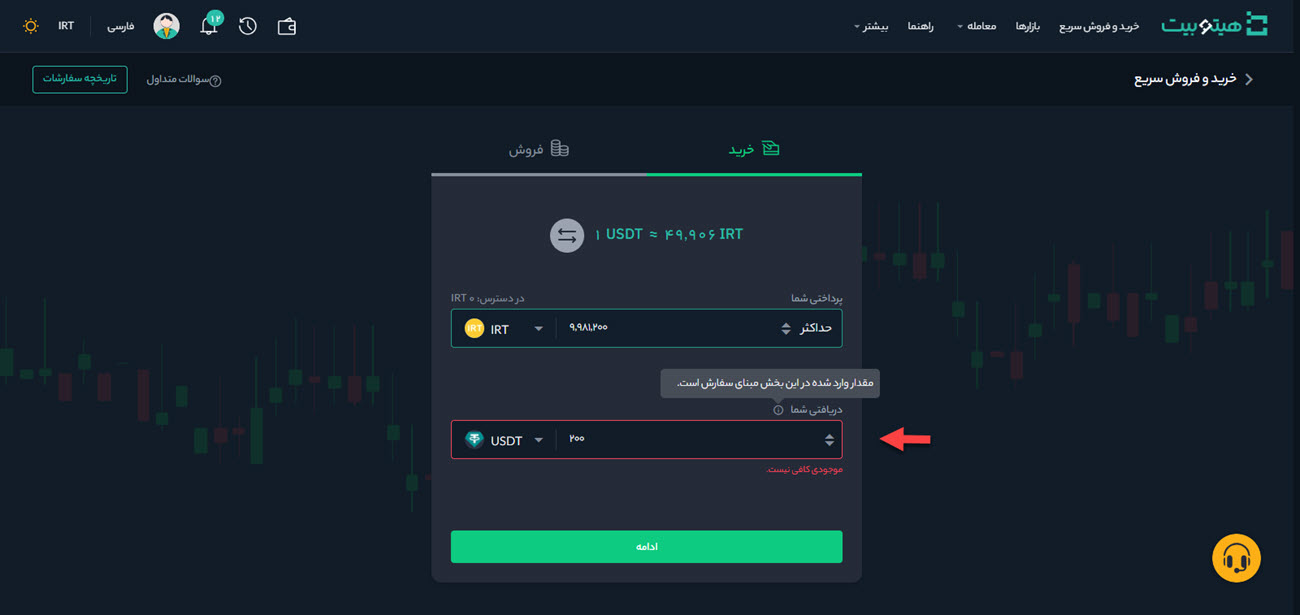 هیتوبیت
خرید و فروش سریع
بازارها
معامله
راهنما
بیشتر
۱۲
فارسی
IRT
خرید و فروش سریع
سوالات متداول
تاریخچه سفارشات
خرید
فروش
۱ USDT ≈ ۴۹,۹۰۶ IRT
پرداختی شما
در دسترس: ۰ IRT
حداکثر
۹,۹۸۱,۲۰۰
IRT
IRT
مقدار وارد شده در این بخش مبنای سفارش است.
دریافتی شما
۲۰۰
USDT
موجودی کافی نیست.
ادامه